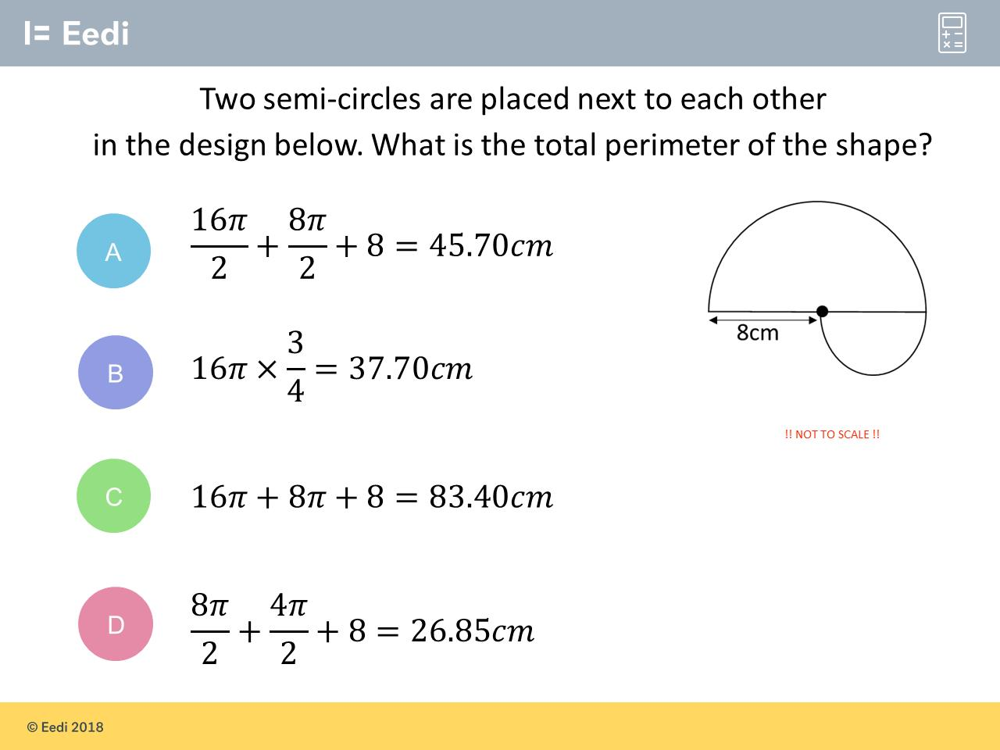 Eedi
Two semi-circles are placed next to each other
in the design below. What is the total perimeter of the shape?
A
16π/2 + 8π/2 + 8 = 45.70cm
B
16π × 3/4 = 37.70cm
C
16π + 8π + 8 = 83.40cm
D
8π/2 + 4π/2 + 8 = 26.85cm
8cm
!! NOT TO SCALE !!
© Eedi 2018